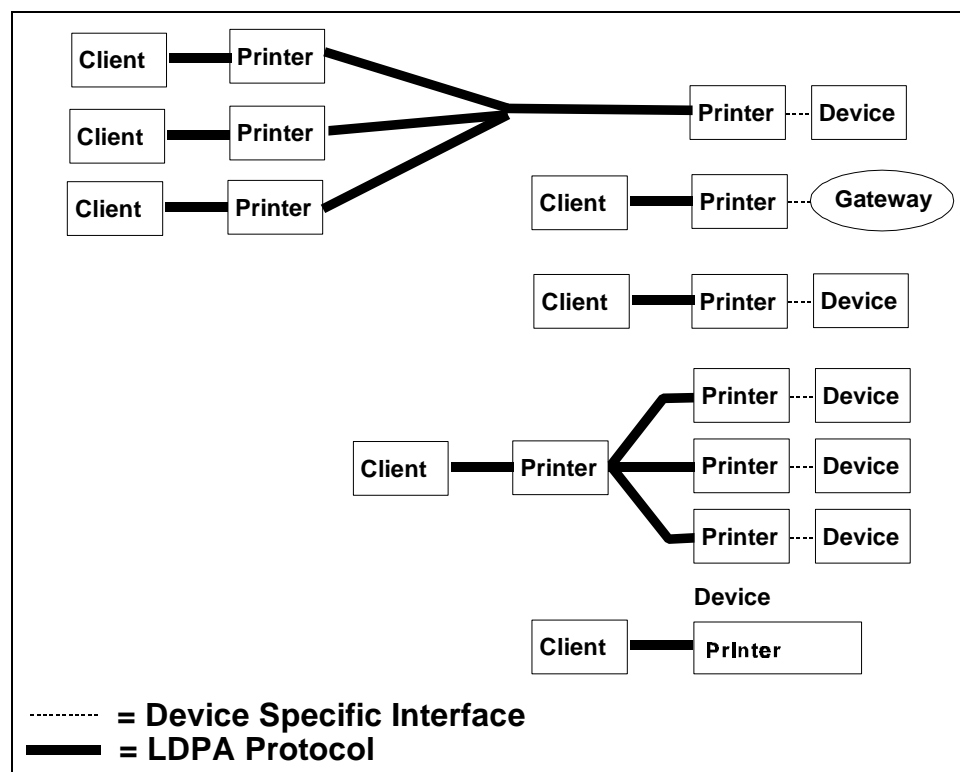 Client Printer
Client Printer
Client Printer
Printer Device
Client Printer Gateway
Client Printer Device
Client Printer
Printer Device
Printer Device
Printer Device
Device
Client Printer
= Device Specific Interface
= LDPA Protocol